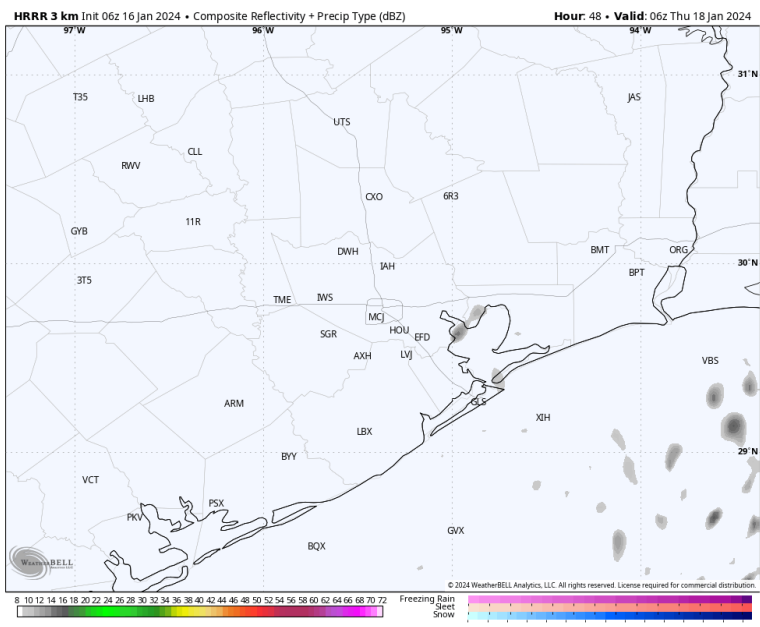 HRRR 3 km Init 06z 16 Jan 2024 • Composite Reflectivity + Precip Type (dBZ) Hour: 48 • Valid: 06z Thu 18 Jan 2024
97°W 96°W 95°W 94°W
31°N
T35 LHB JAS
UTS
CLL
RWV
CXO 6R3
11R
GYB
DWH BMT ORG
30°N
IAH
BPT
3T5
TME IWS
MCJ
SGR HOU EFD
AXH LVJ
VBS
ARM GLS
XIH
LBX
29°N
BYY
VCT
PSX
PKV
GVX
BQX
WEATHERBELL
© 2024 WeatherBELL Analytics, LLC. All rights reserved. License required for commercial distribution.
8 10 12 14 16 18 20 22 24 26 28 30 32 34 36 38 40 42 44 46 48 50 52 54 56 58 60 62 64 66 68 70 72
Freezing Rain
Sleet
Snow